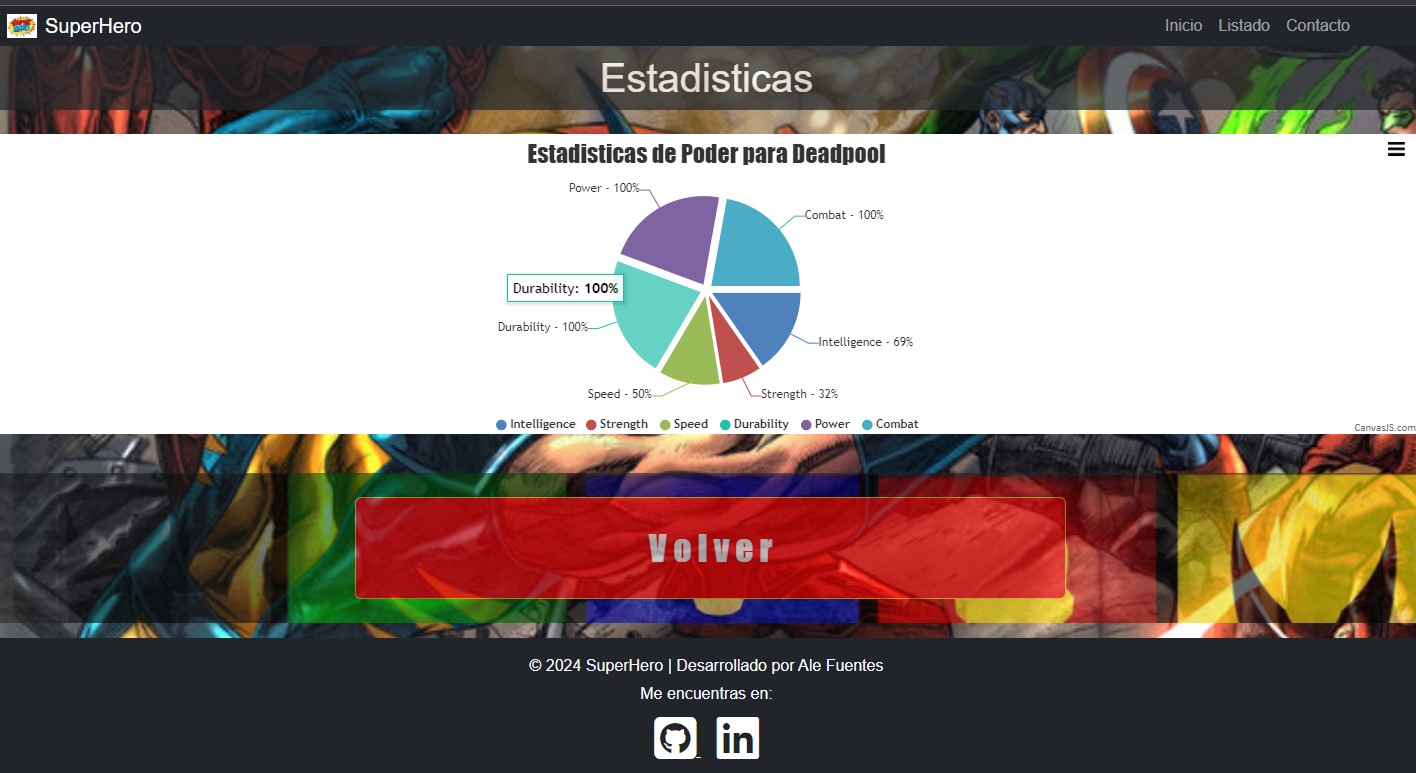 SuperHero
Inicio Listado Contacto
Estadisticas
Estadisticas de Poder para Deadpool
Power - 100%
Combat - 100%
Durability: 100%
Durability - 100%
Intelligence - 69%
Speed - 50%
Strength - 32%
Intelligence Strength Speed Durability Power Combat
CanvasJS.com
Volver
© 2024 SuperHero | Desarrollado por Ale Fuentes
Me encuentras en:
in